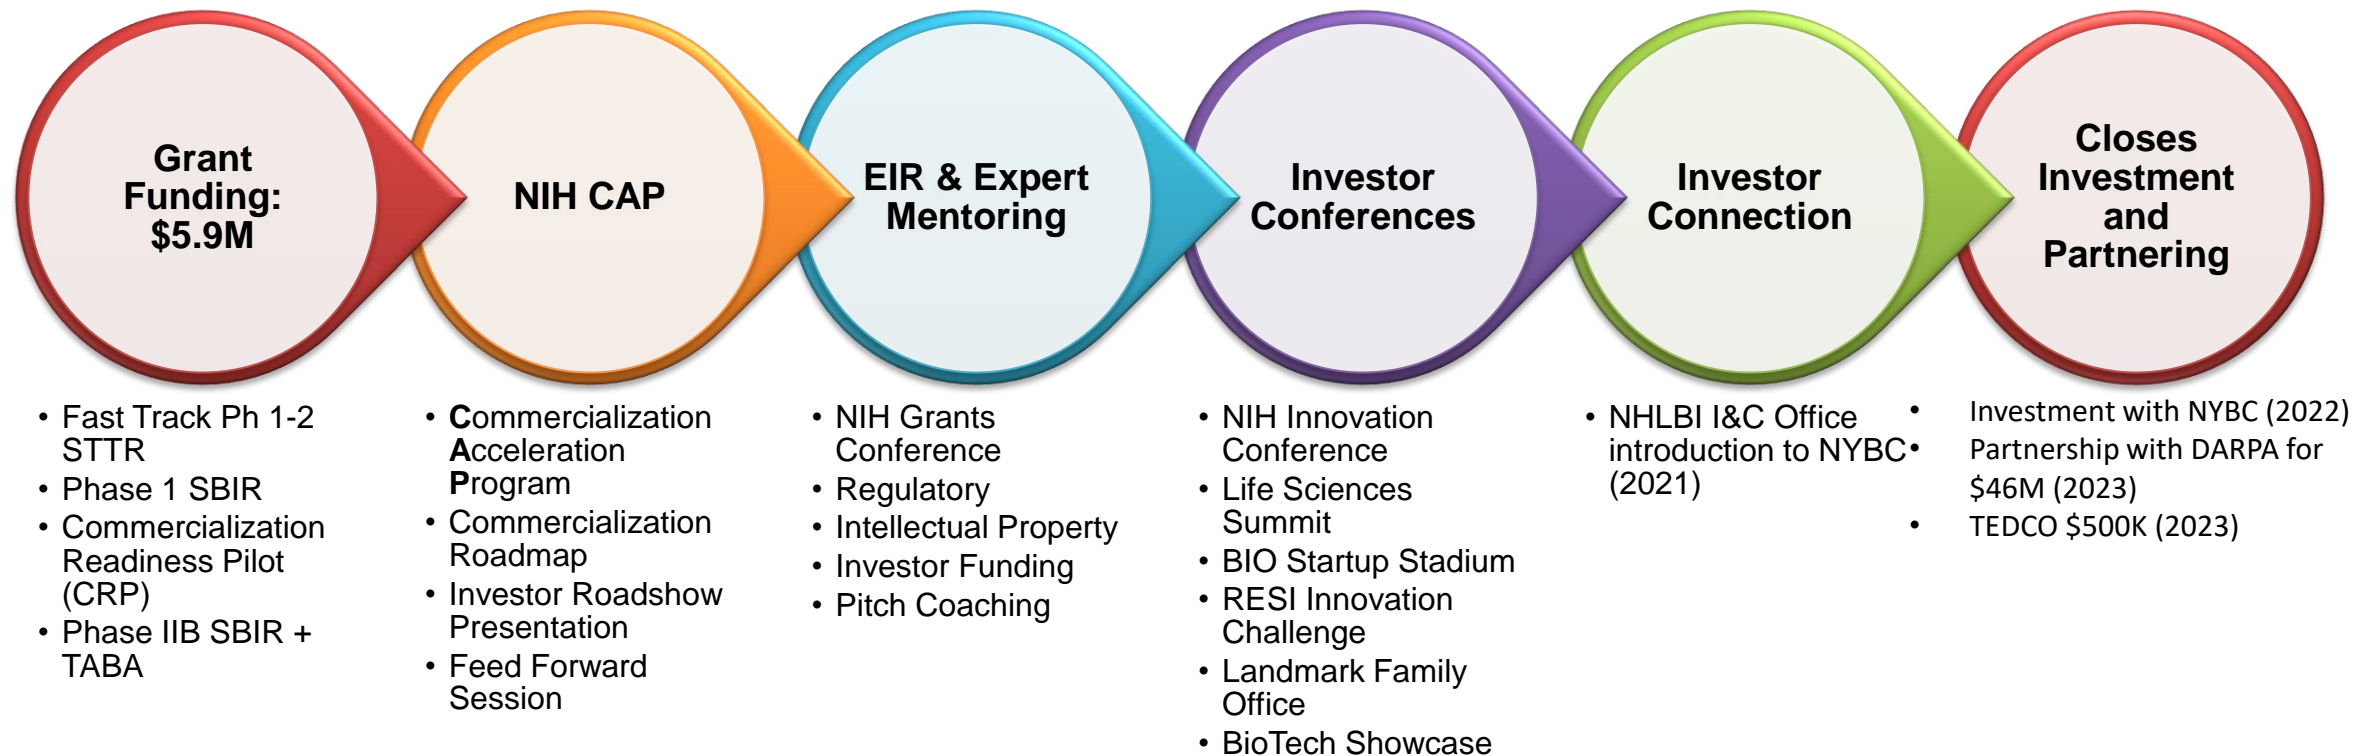 Grant
Funding:
$5.9M
• Fast Track Ph 1-2
STTR
• Phase 1 SBIR
• Commercialization
Readiness Pilot
(CRP)
• Phase IIB SBIR +
TABA
NIH CAP
• Commercialization
Acceleration
Program
• Commercialization
Roadmap
• Investor Roadshow
Presentation
• Feed Forward
Session
EIR & Expert
Mentoring
• NIH Grants
Conference
• Regulatory
• Intellectual Property
• Investor Funding
• Pitch Coaching
Investor
Conferences
• NIH Innovation
Conference
• Life Sciences
Summit
• BIO Startup Stadium
• RESI Innovation
Challenge
• Landmark Family
Office
• BioTech Showcase
Investor
Connection
• NHLBI I&C Office
introduction to NYBC
(2021)
Closes
Investment
and
Partnering
• Investment with NYBC (2022)
• Partnership with DARPA for
$46M (2023)
• TEDCO $500K (2023)